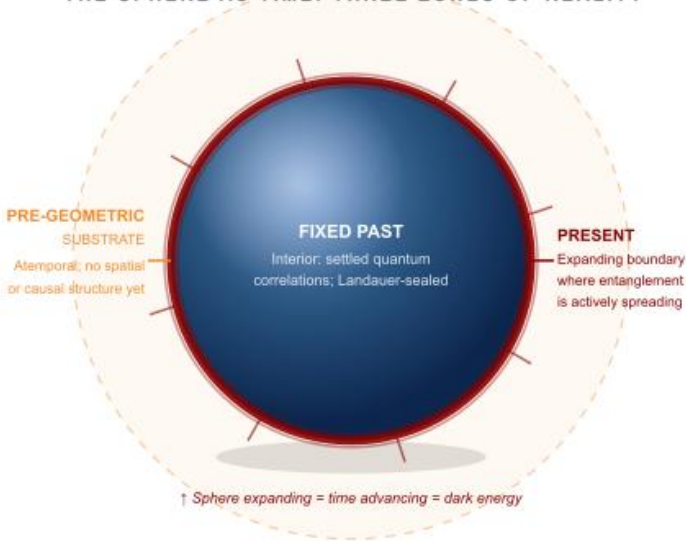 PRE-GEOMETRIC
SUBSTRATE
Atemporal; no spatial
or causal structure yet
FIXED PAST
Interior: settled quantum
correlations; Landauer-sealed
PRESENT
Expanding boundary
where entanglement
is actively spreading
↑ Sphere expanding = time advancing = dark energy